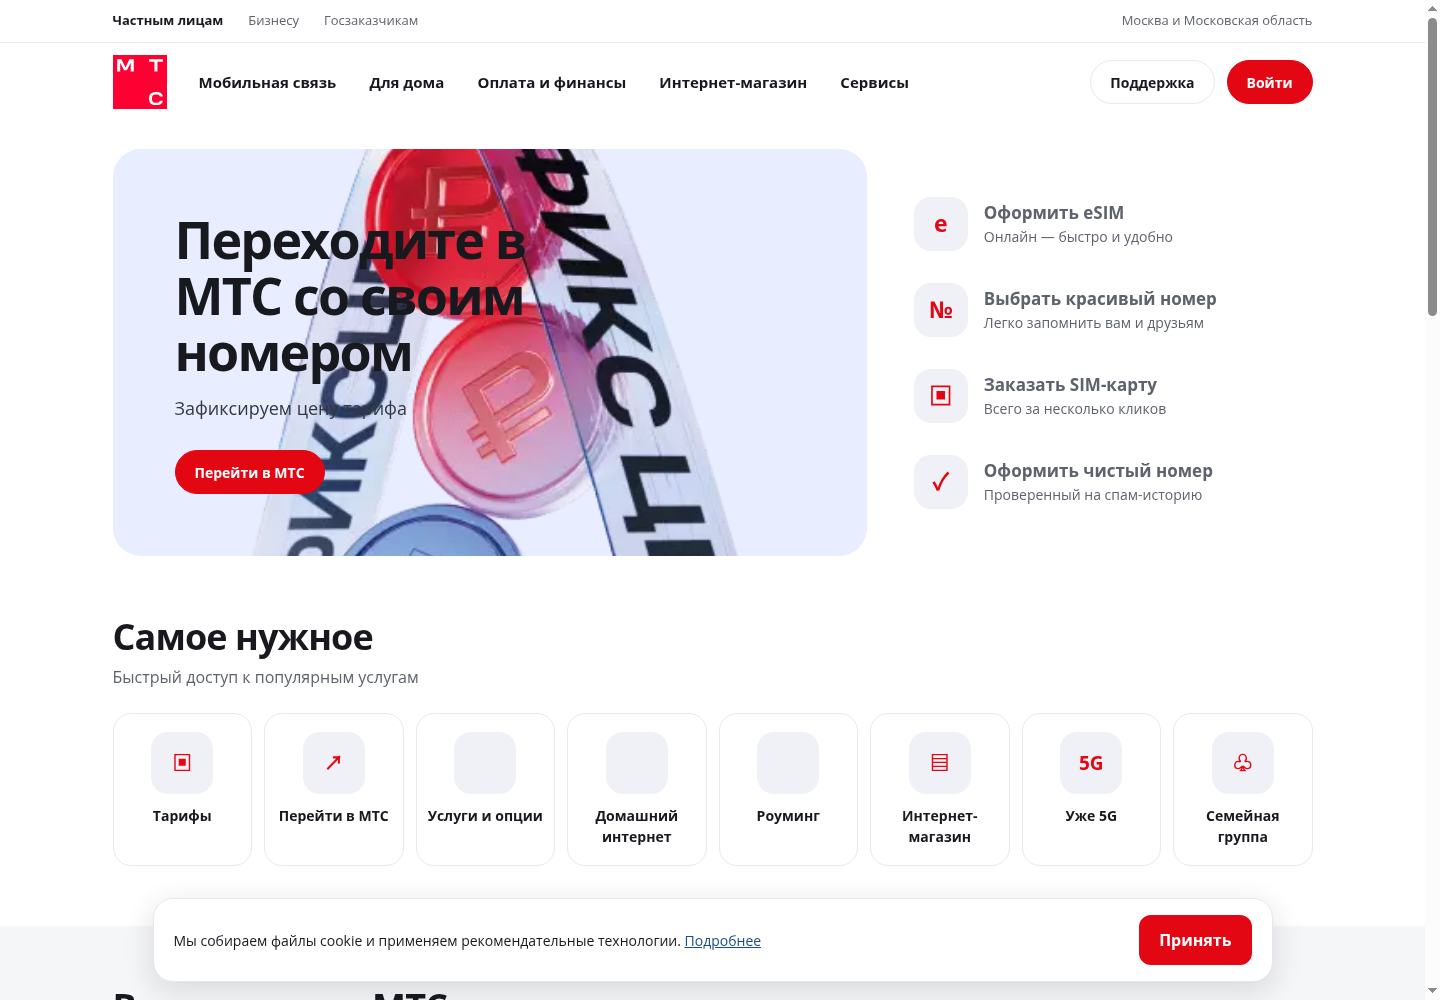 Частным лицам
Бизнесу
Госзаказчикам
Москва и Московская область
МТС
Мобильная связь
Для дома
Оплата и финансы
Интернет-магазин
Сервисы
Поддержка
Войти
Переходите в
МТС со своим
номером
Зафиксируем цену тарифа
Перейти в МТС
e
Оформить eSIM
Онлайн — быстро и удобно
№
Выбрать красивый номер
Легко запомнить вам и друзьям
Заказать SIM-карту
Всего за несколько кликов
✓
Оформить чистый номер
Проверенный на спам-историю
Самое нужное
Быстрый доступ к популярным услугам
Тарифы
Перейти в МТС
Услуги и опции
Домашний
интернет
Роуминг
Интернет-
магазин
5G
Уже 5G
Семейная
группа
Мы собираем файлы cookie и применяем рекомендательные технологии. Подробнее
Принять
МТС